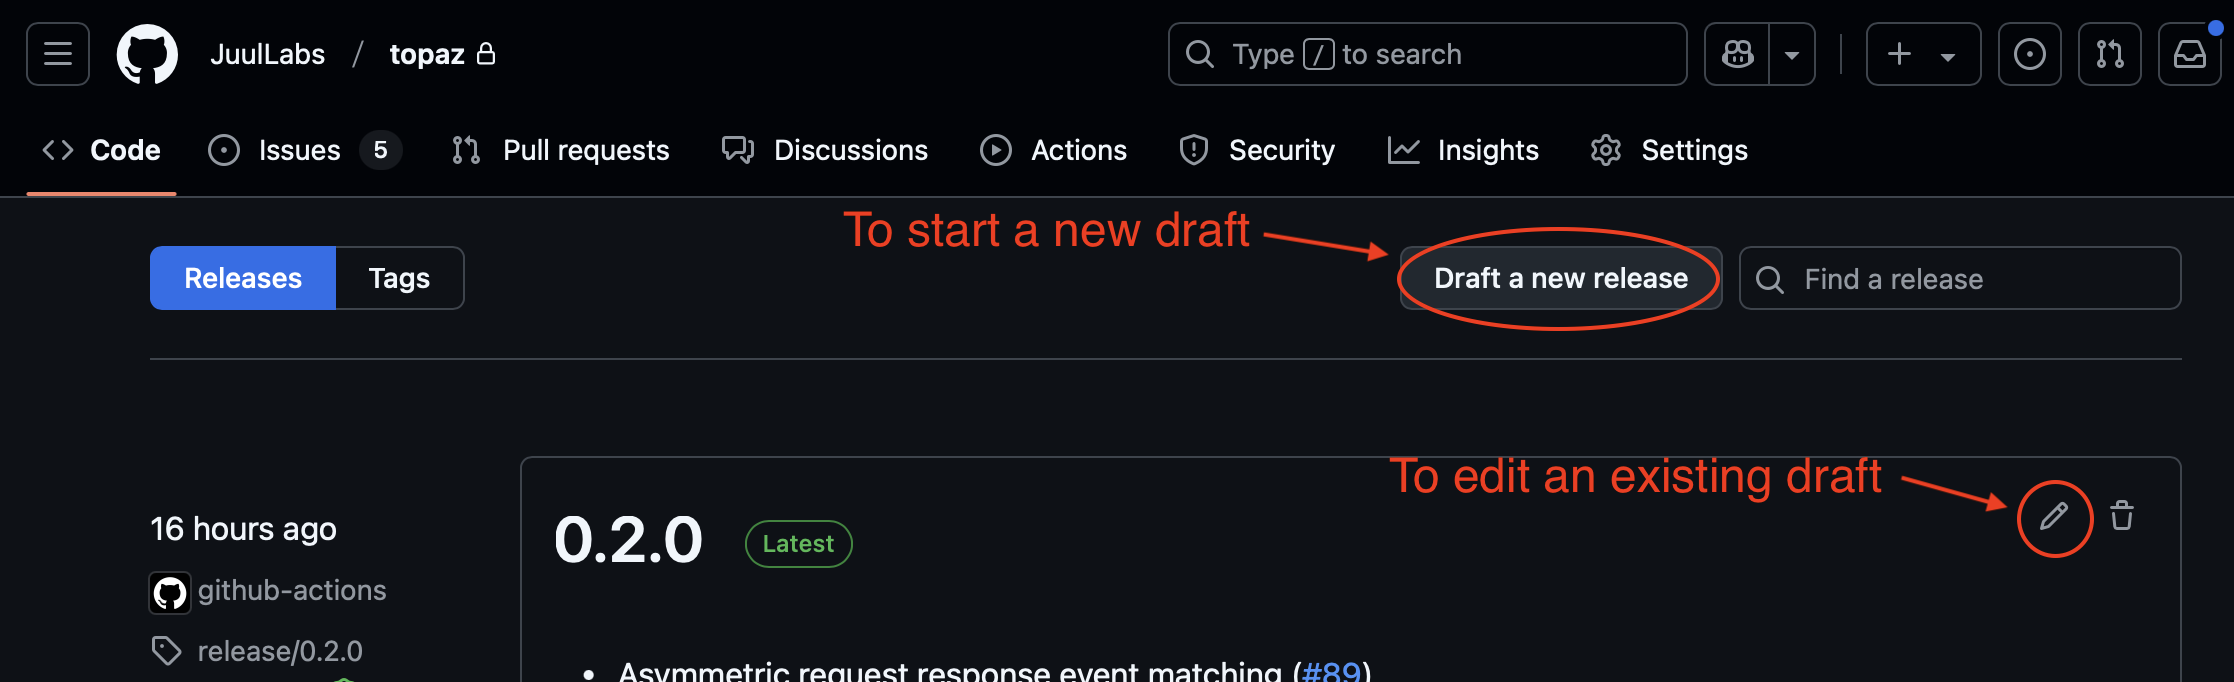 JuulLabs / topaz
Type / to search
Code
Issues 5
Pull requests
Discussions
Actions
Security
Insights
Settings
To start a new draft
Releases
Tags
Draft a new release
Find a release
To edit an existing draft
16 hours ago
0.2.0 Latest
github-actions
release/0.2.0
• Asymmetric request response event matching (#89)